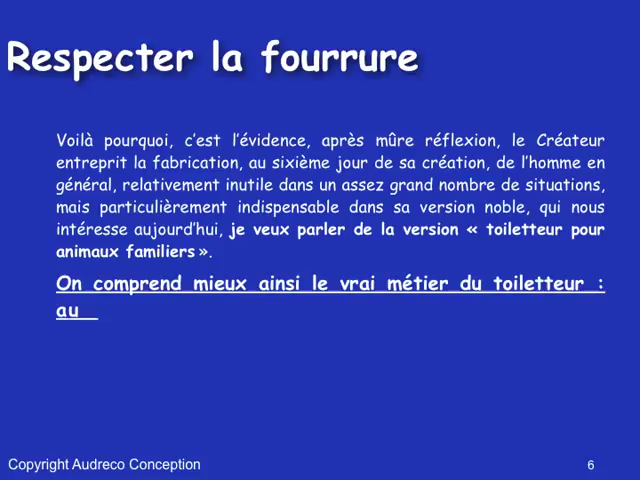 Respecter la fourrure
Voilà pourquoi, c’est l’évidence, après mûre réflexion, le Créateur
entreprit la fabrication, au sixième jour de sa création, de l’homme en
général, relativement inutile dans un assez grand nombre de situations,
mais particulièrement indispensable dans sa version noble, qui nous
intéresse aujourd’hui, je veux parler de la version « toiletteur pour
animaux familiers ».
On comprend mieux ainsi le vrai métier du toiletteur :
au
Copyright Audreco Conception
6